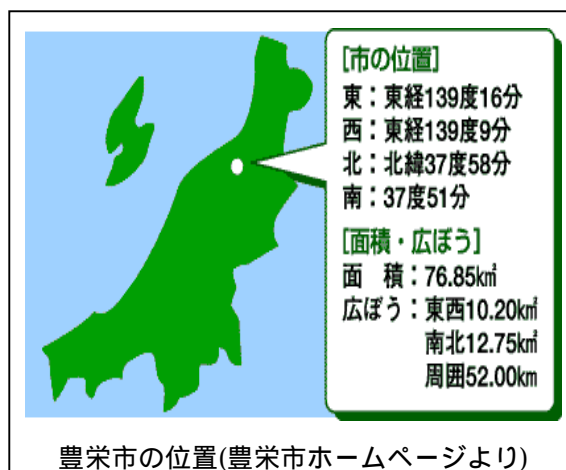 [市の位置]
東：東経139度16分
西：東経139度9分
北：北緯37度58分
南：37度51分
[面積・広ぼう]
面　積：76.85k㎡
広ぼう：東西10.20k㎡
南北12.75k㎡
周囲52.00km
豊栄市の位置(豊栄市ホームページより)